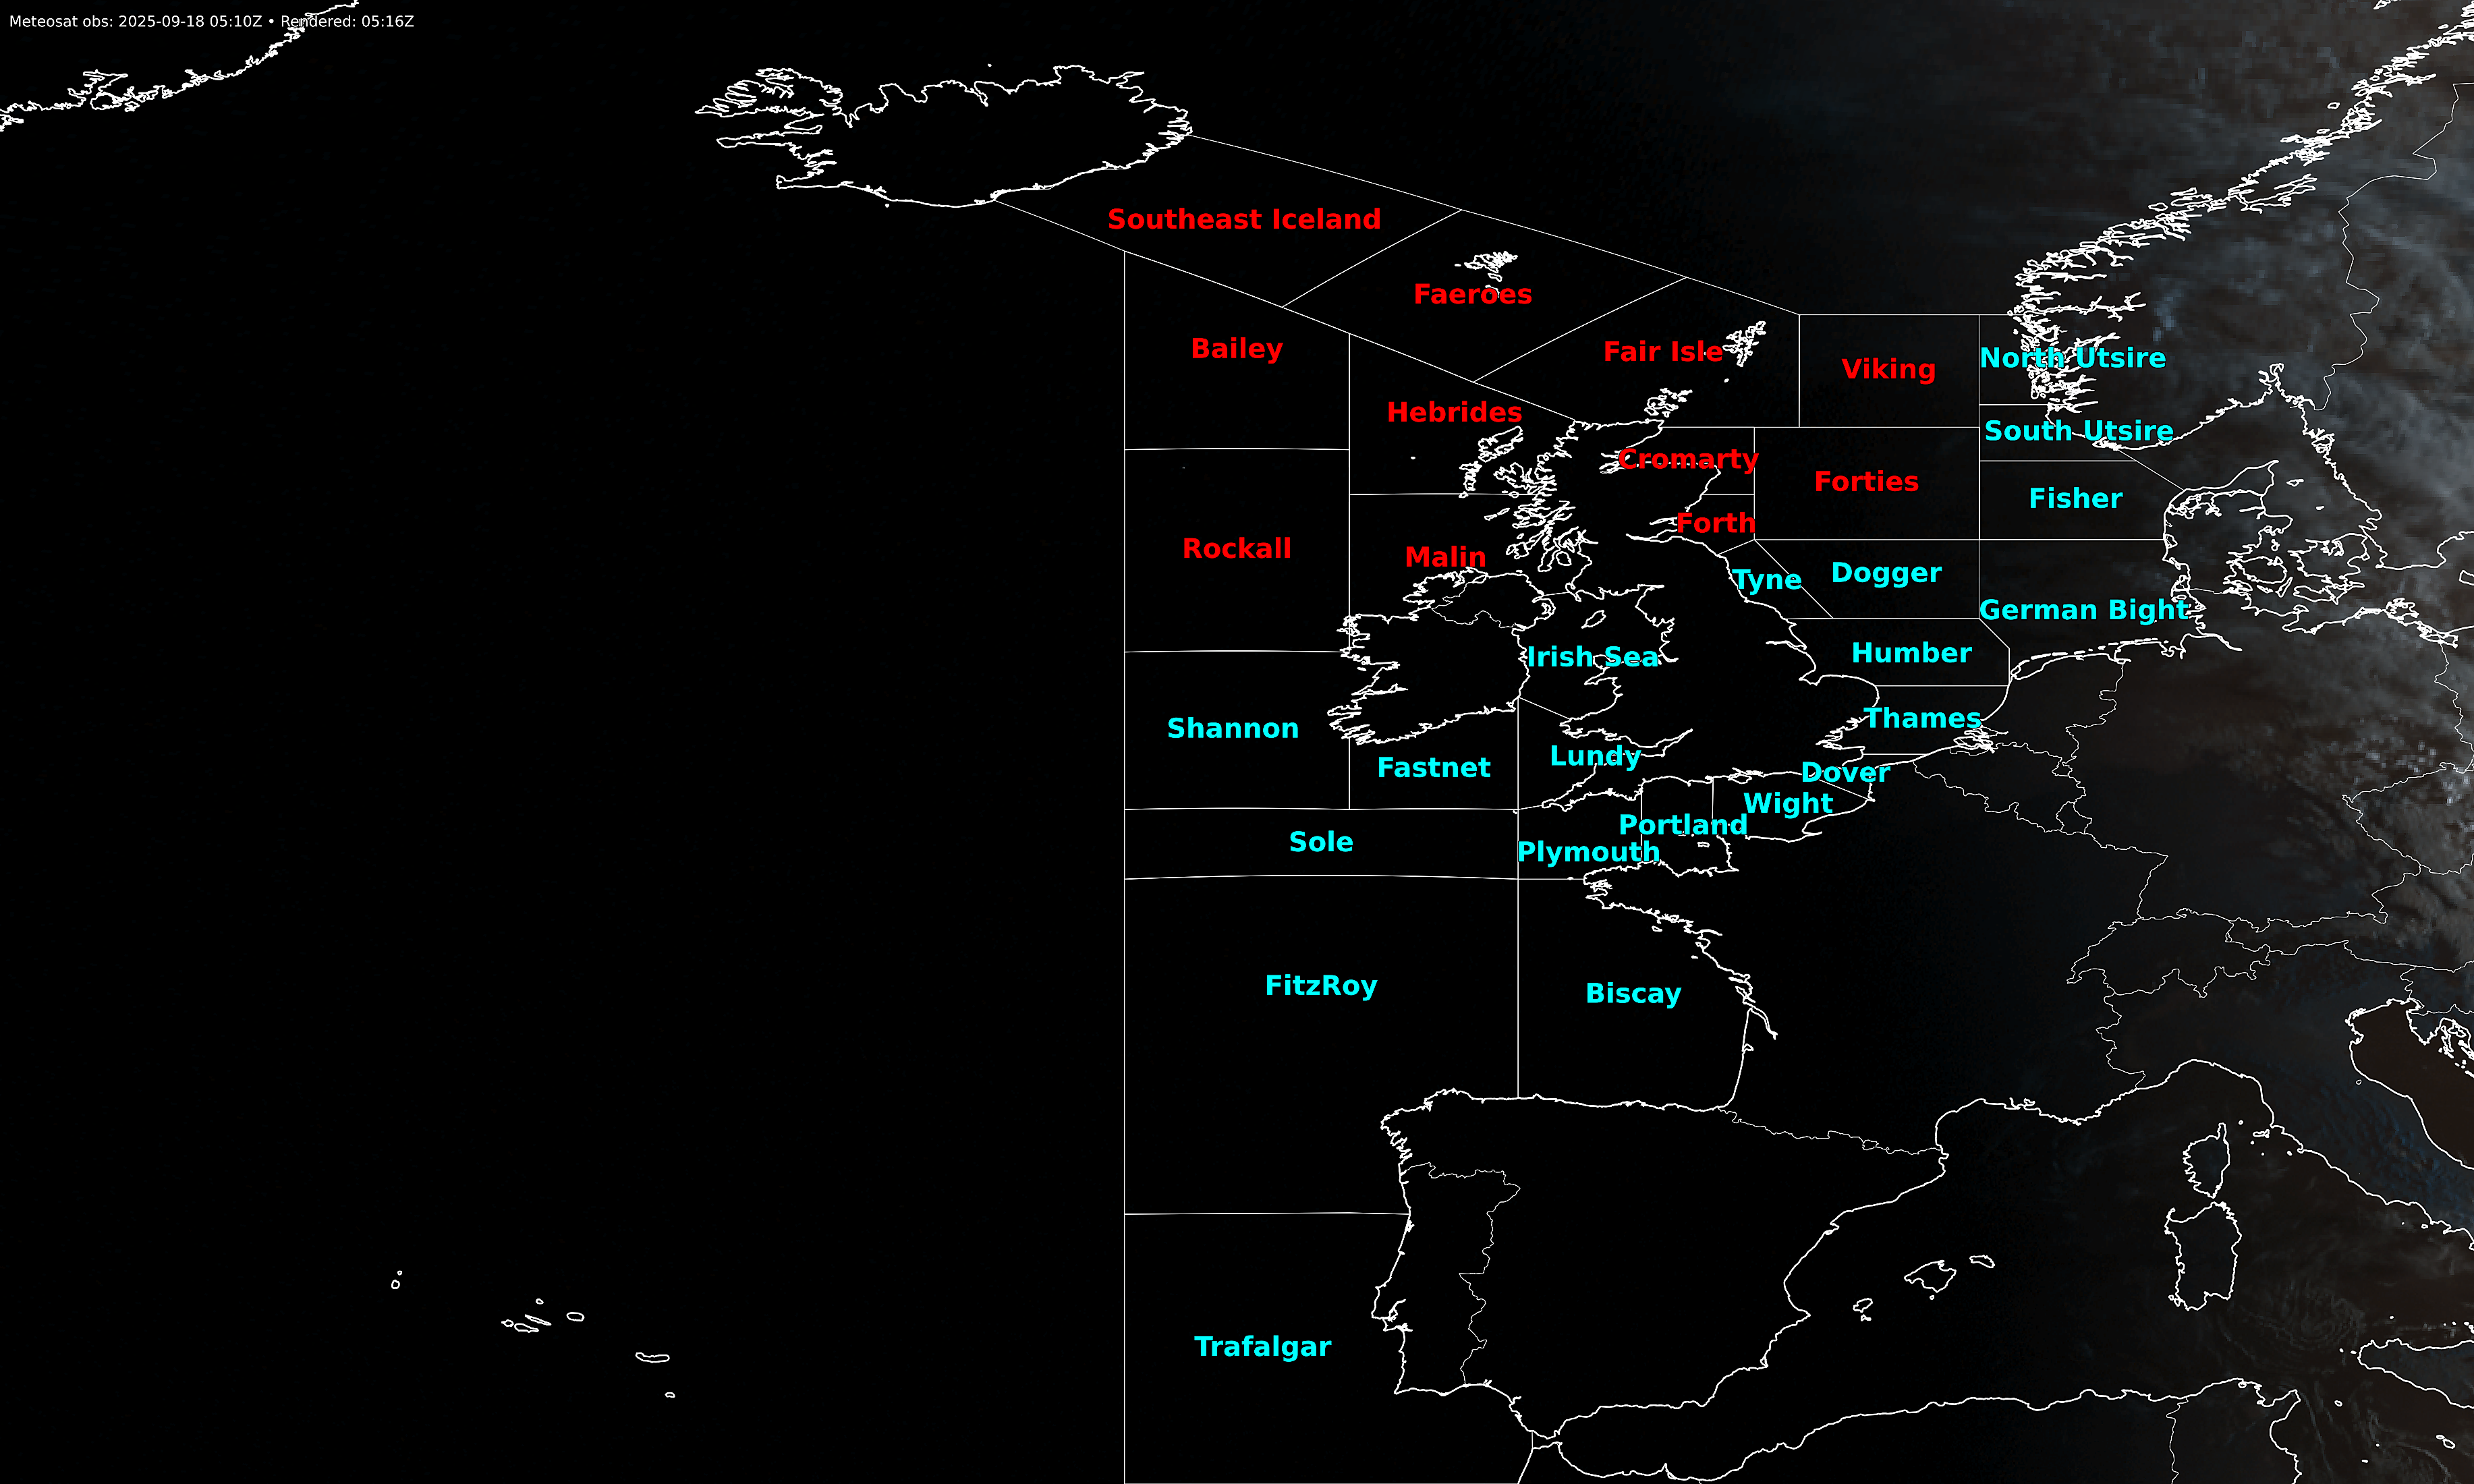 Meteosat obs: 2025-09-18 05:10Z • Rendered: 05:16Z
Southeast Iceland
Faeroes
Bailey
Fair Isle
Viking
North Utsire
Hebrides
South Utsire
Cromarty
Forties
Fisher
Forth
Rockall
Malin
Tyne
Dogger
German Bight
Irish Sea
Humber
Shannon
Thames
Fastnet
Lundy
Dover
Wight
Portland
Sole
Plymouth
FitzRoy
Biscay
Trafalgar